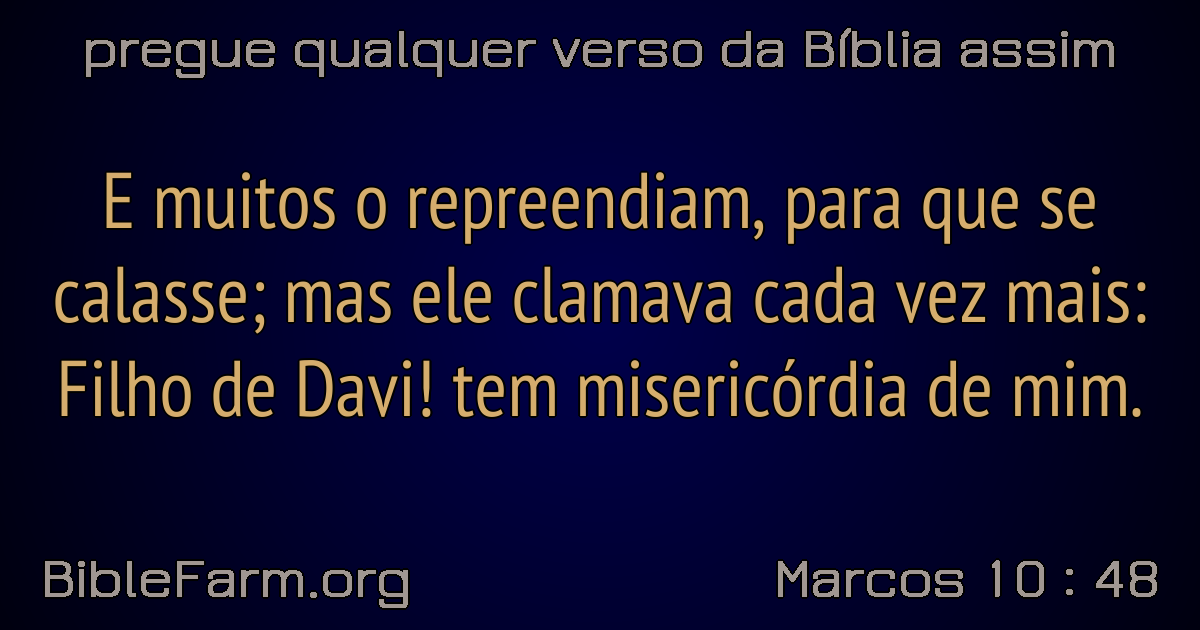 pregue qualquer verso da Bíblia assim
E muitos o repreendiam, para que se
calasse; mas ele clamava cada vez mais:
Filho de Davi! tem misericórdia de mim.
BibleFarm.org
Marcos 10 : 48